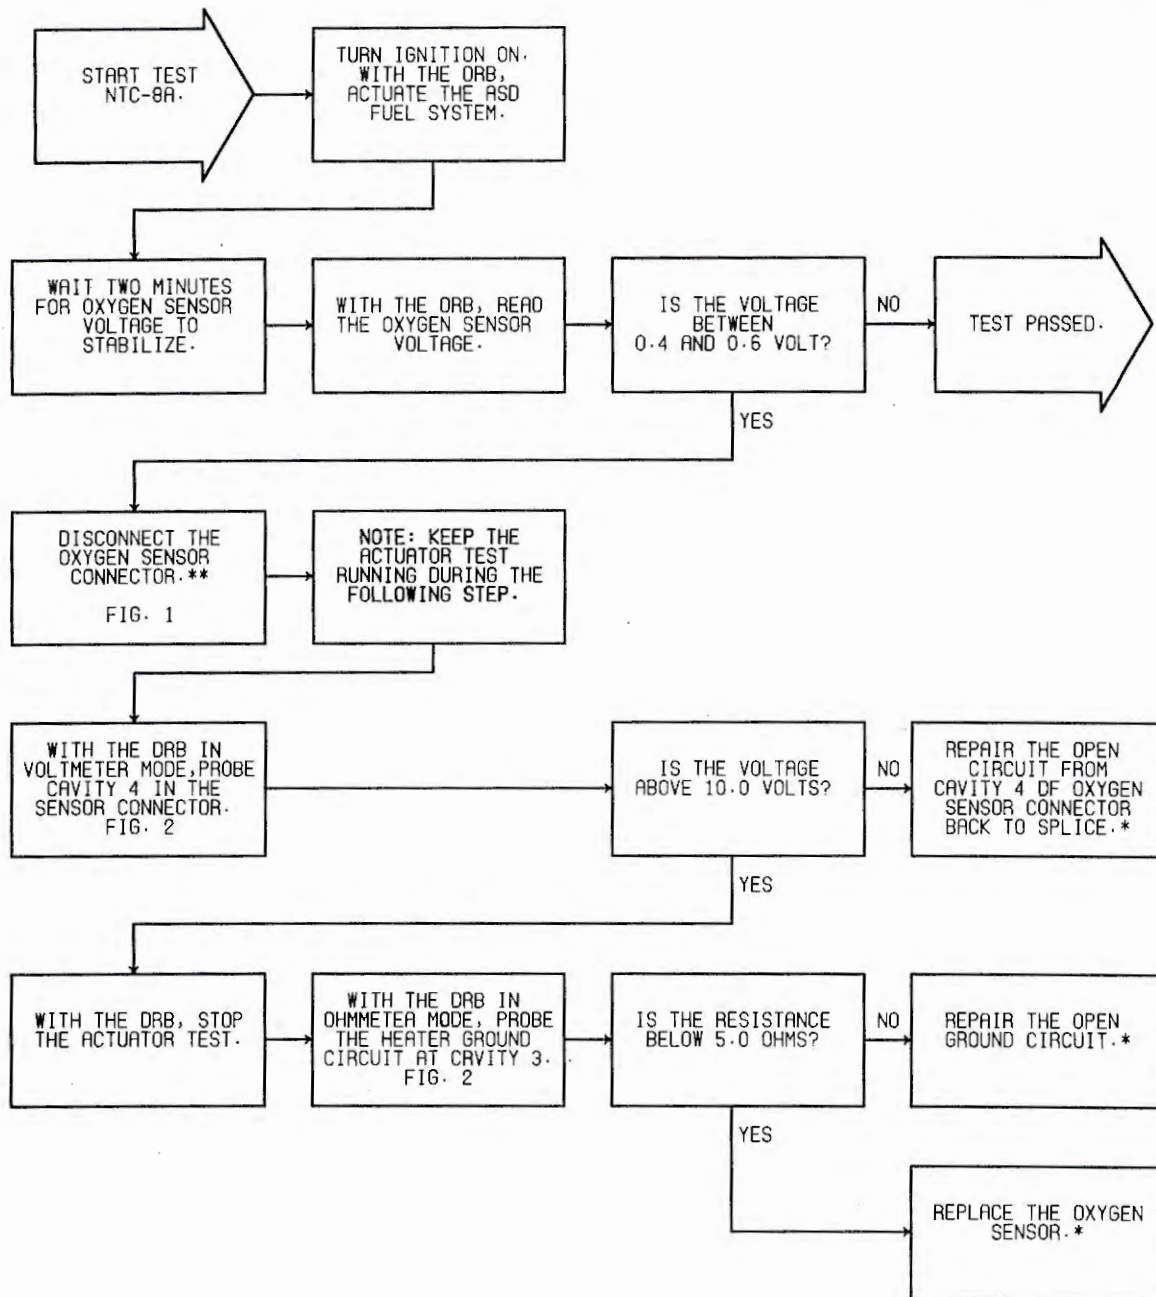 START TEST
NTC-8A.
TURN IGNITION ON.
WITH THE DRB,
ACTUATE THE ASD
FUEL SYSTEM.
WAIT TWO MINUTES
FOR OXYGEN SENSOR
VOLTAGE TO
STABILIZE.
WITH THE DRB, READ
THE OXYGEN SENSOR
VOLTAGE.
IS THE VOLTAGE
BETWEEN
0.4 AND 0.6 VOLT?
NO
TEST PASSED.
YES
DISCONNECT THE
OXYGEN SENSOR
CONNECTOR.**
FIG. 1
NOTE: KEEP THE
ACTUATOR TEST
RUNNING DURING THE
FOLLOWING STEP.
WITH THE DRB IN
VOLTMETER MODE,PROBE
CAVITY 4 IN THE
SENSOR CONNECTOR.
FIG. 2
IS THE VOLTAGE
ABOVE 10.0 VOLTS?
NO
REPAIR THE OPEN
CIRCUIT FROM
CAVITY 4 OF OXYGEN
SENSOR CONNECTOR
BACK TO SPLICE.*
YES
WITH THE DRB, STOP
THE ACTUATOR TEST.
WITH THE DRB IN
OHMMETER MODE, PROBE
THE HEATER GROUND
CIRCUIT AT CAVITY 3.
FIG. 2
IS THE RESISTANCE
BELOW 5.0 OHMS?
NO
REPAIR THE OPEN
GROUND CIRCUIT.*
YES
REPLACE THE OXYGEN
SENSOR.*